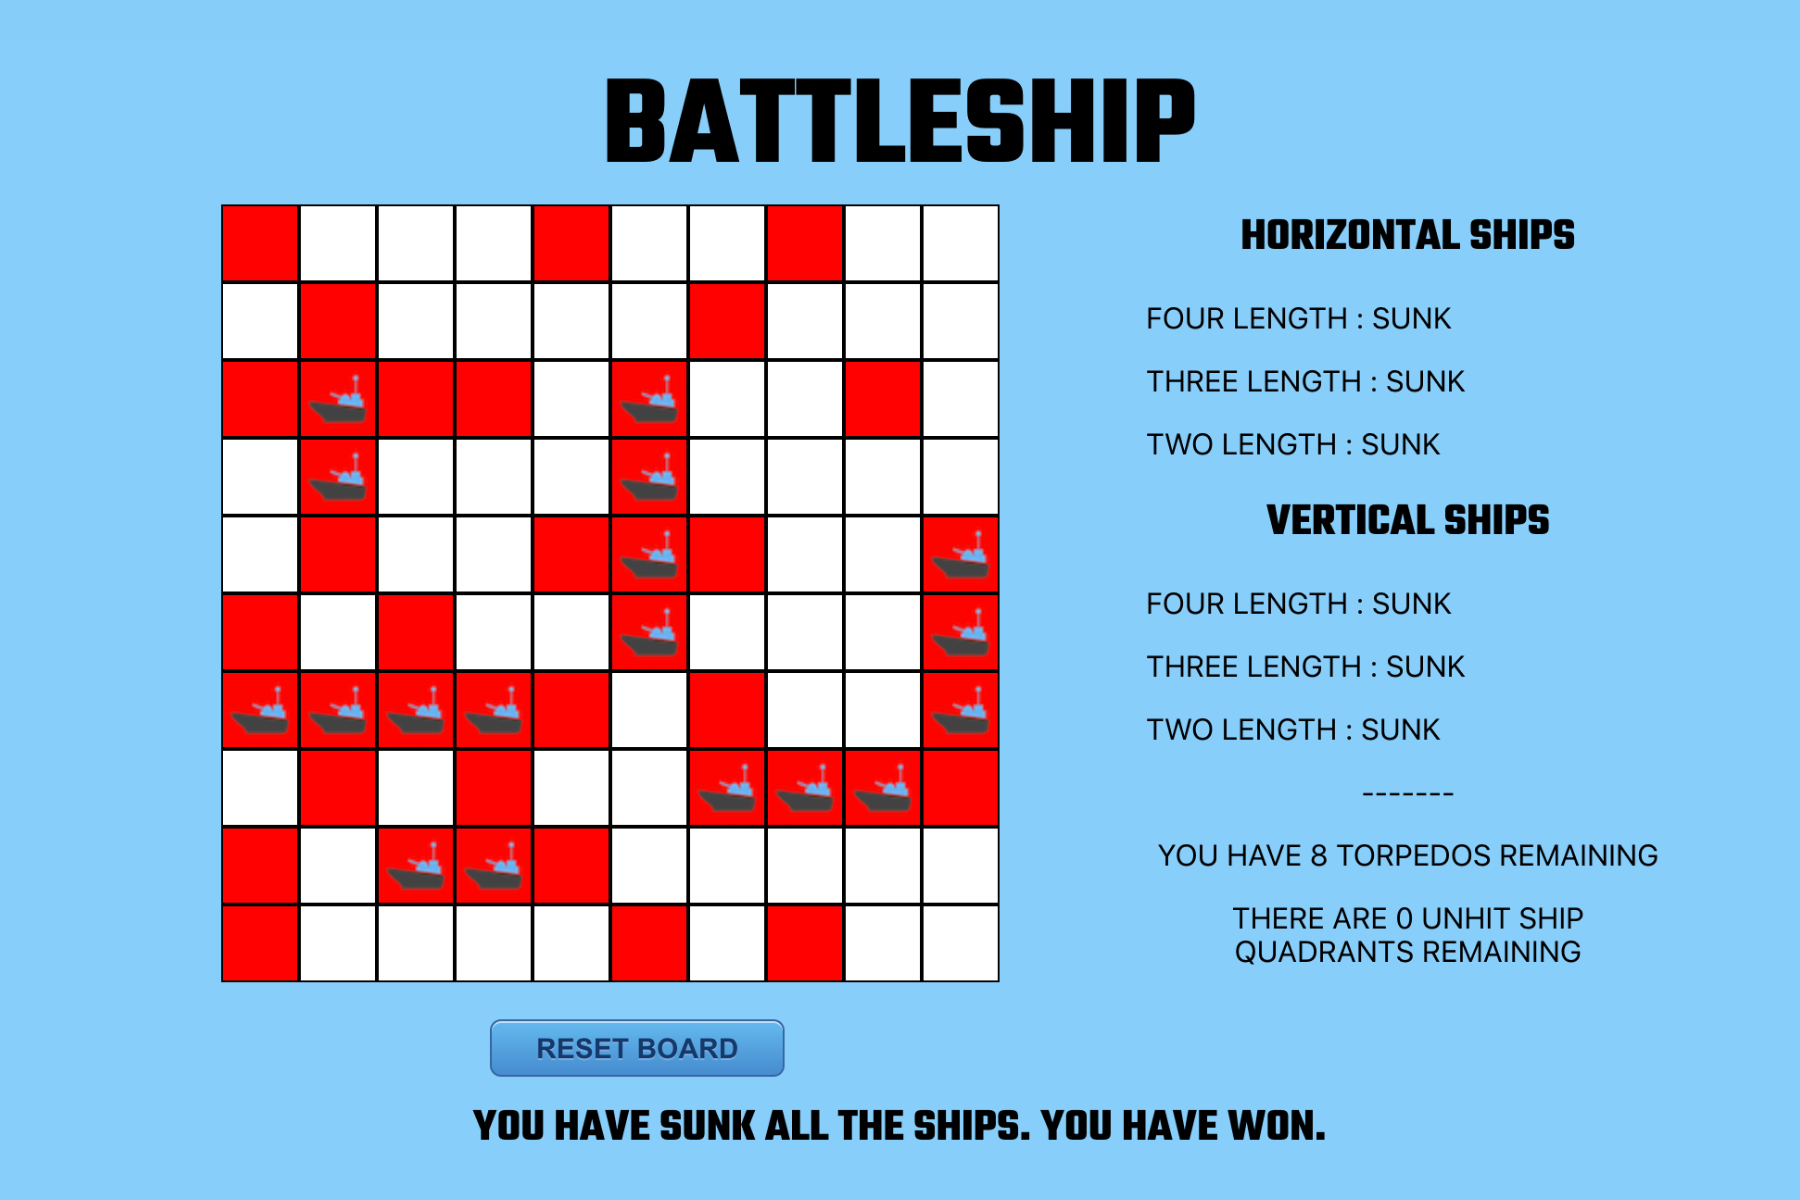 BATTLESHIP
HORIZONTAL SHIPS
FOUR LENGTH : SUNK
THREE LENGTH : SUNK
TWO LENGTH : SUNK
VERTICAL SHIPS
FOUR LENGTH : SUNK
THREE LENGTH : SUNK
TWO LENGTH : SUNK
-------
YOU HAVE 8 TORPEDOS REMAINING
THERE ARE 0 UNHIT SHIP
QUADRANTS REMAINING
RESET BOARD
YOU HAVE SUNK ALL THE SHIPS. YOU HAVE WON.